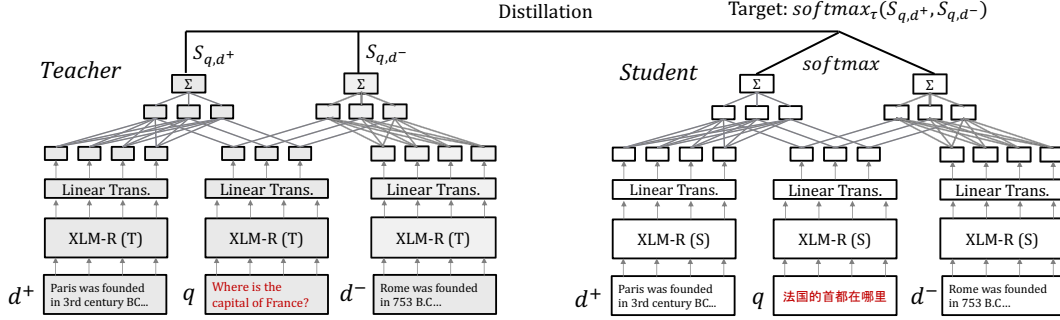 Distillation
Target: softmax_τ(S_{q,d⁺}, S_{q,d⁻})
Teacher
S_{q,d⁺}
S_{q,d⁻}
Student
softmax
Σ
Σ
Σ
Σ
Linear Trans.
Linear Trans.
Linear Trans.
Linear Trans.
Linear Trans.
Linear Trans.
XLM-R (T)
XLM-R (T)
XLM-R (T)
XLM-R (S)
XLM-R (S)
XLM-R (S)
d⁺
Paris was founded
in 3rd century BC...
q
Where is the
capital of France?
d⁻
Rome was founded
in 753 B.C...
d⁺
Paris was founded
in 3rd century BC...
q
法国的首都在哪里
d⁻
Rome was founded
in 753 B.C...